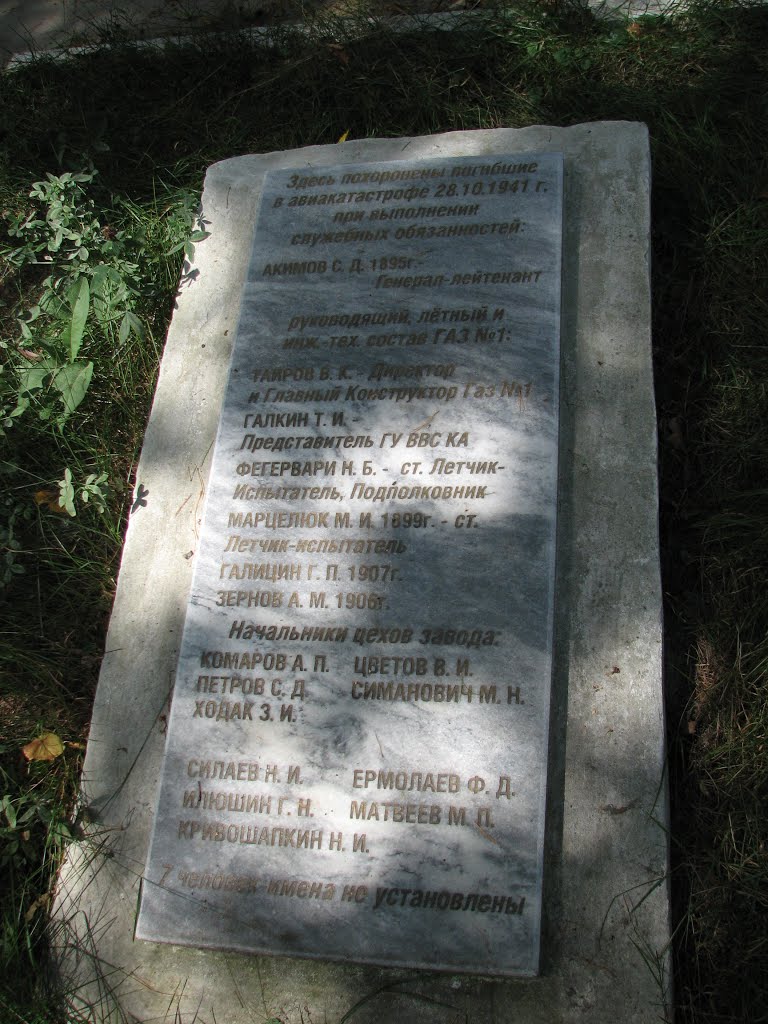 Здесь похоронены погибшие
в авиакатастрофе 28.10.1941 г.
при выполнении
служебных обязанностей:
АКИМОВ С. Д. 1895г -
Генерал-лейтенант
руководящий, лётный и
инж.-тех. состав ГАЗ №1:
ТАИРОВ В. К. - Директор
и Главный Конструктор Газ №1
ГАЛКИН Т. И. -
Представитель ГУ ВВС КА
ФЕГЕРВАРИ Н. Б. - ст. Летчик-
Испытатель, Подполковник
МАРЦЕЛЮК М. И. 1899г. - ст.
Летчик-испытатель
ГАЛИЦИН Г. П. 1907г.
ЗЕРНОВ А. М. 1906г.
Начальники цехов завода:
КОМАРОВ А. П. ЦВЕТОВ В. И.
ПЕТРОВ С. Д. СИМАНОВИЧ М. Н.
ХОДАК З. И.
СИЛАЕВ Н. И. ЕРМОЛАЕВ Ф. Д.
ИЛЮШИН Г. Н. МАТВЕЕВ М. П.
КРИВОШАПКИН Н. И.
7 человек имена не установлены